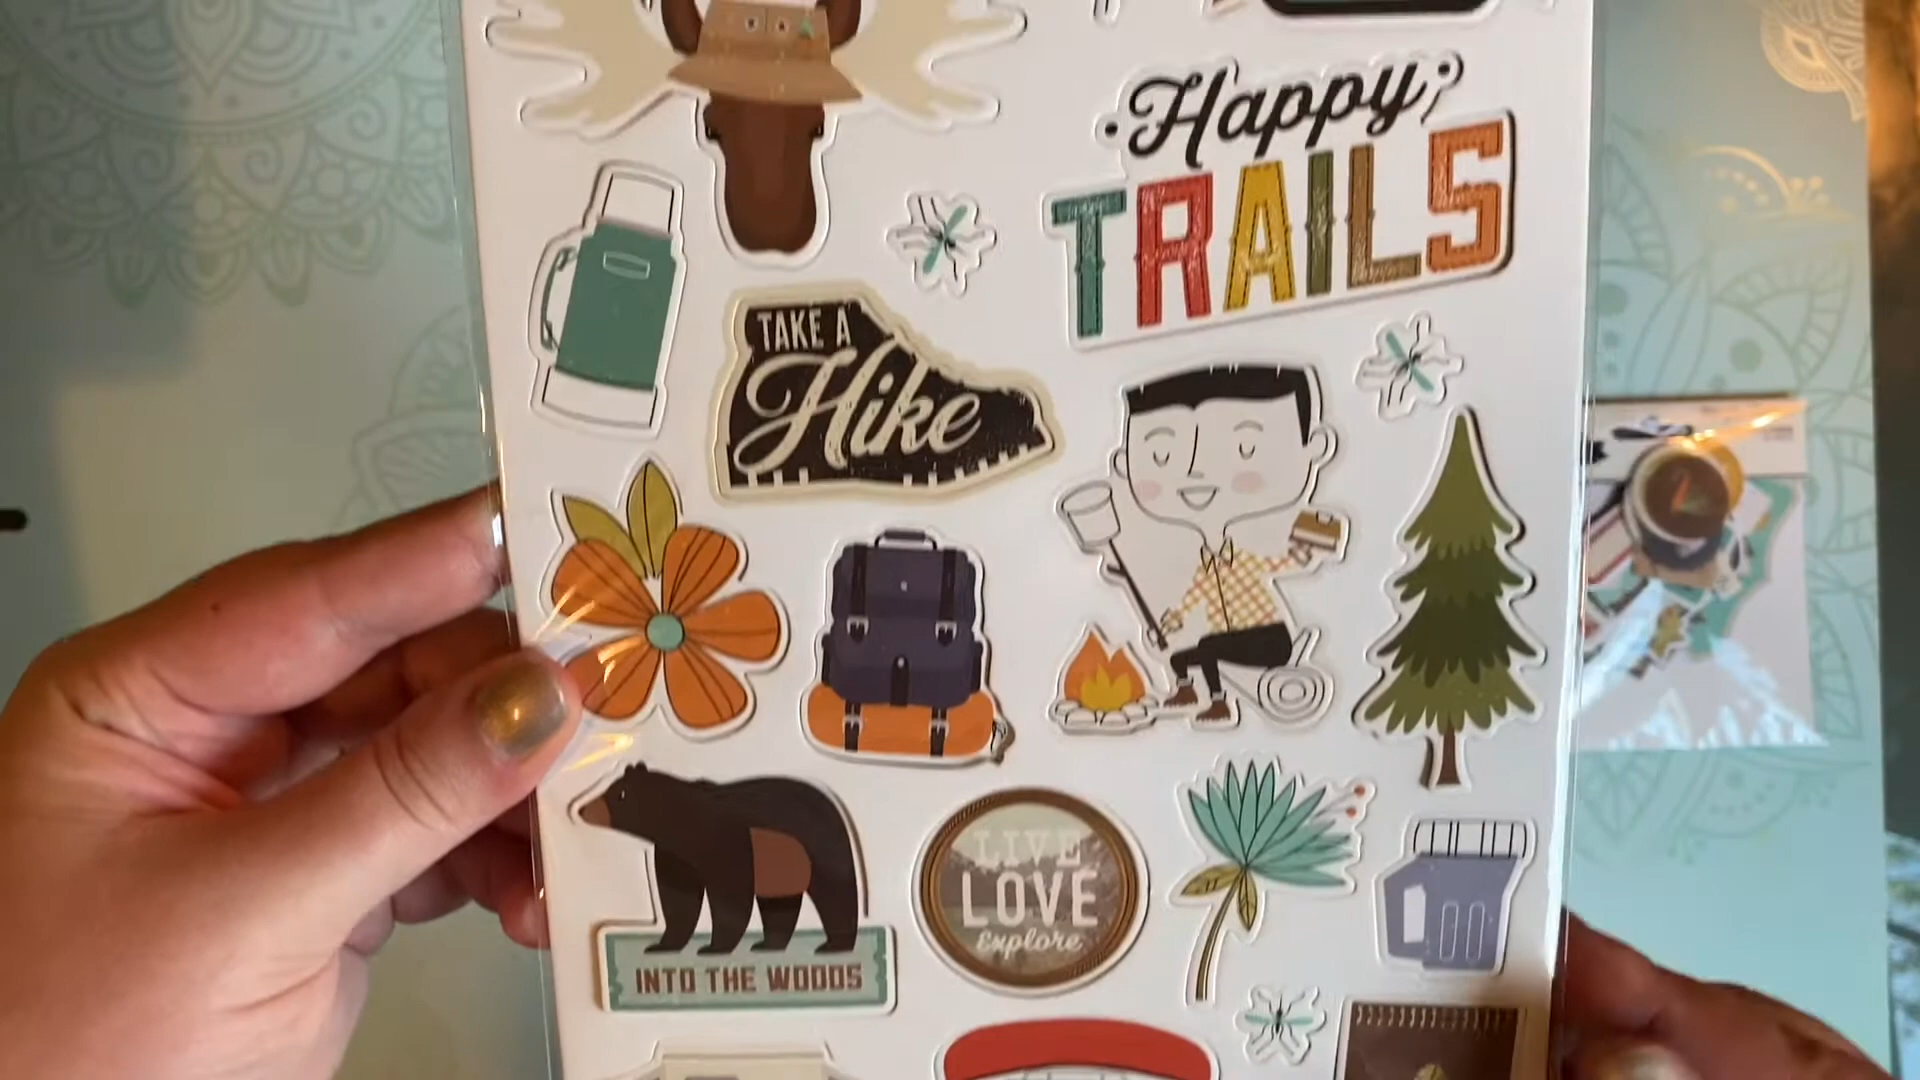 Happy
TRAILS
TAKE A
Hike
LIVE
LOVE
Explore
INTO THE WOODS